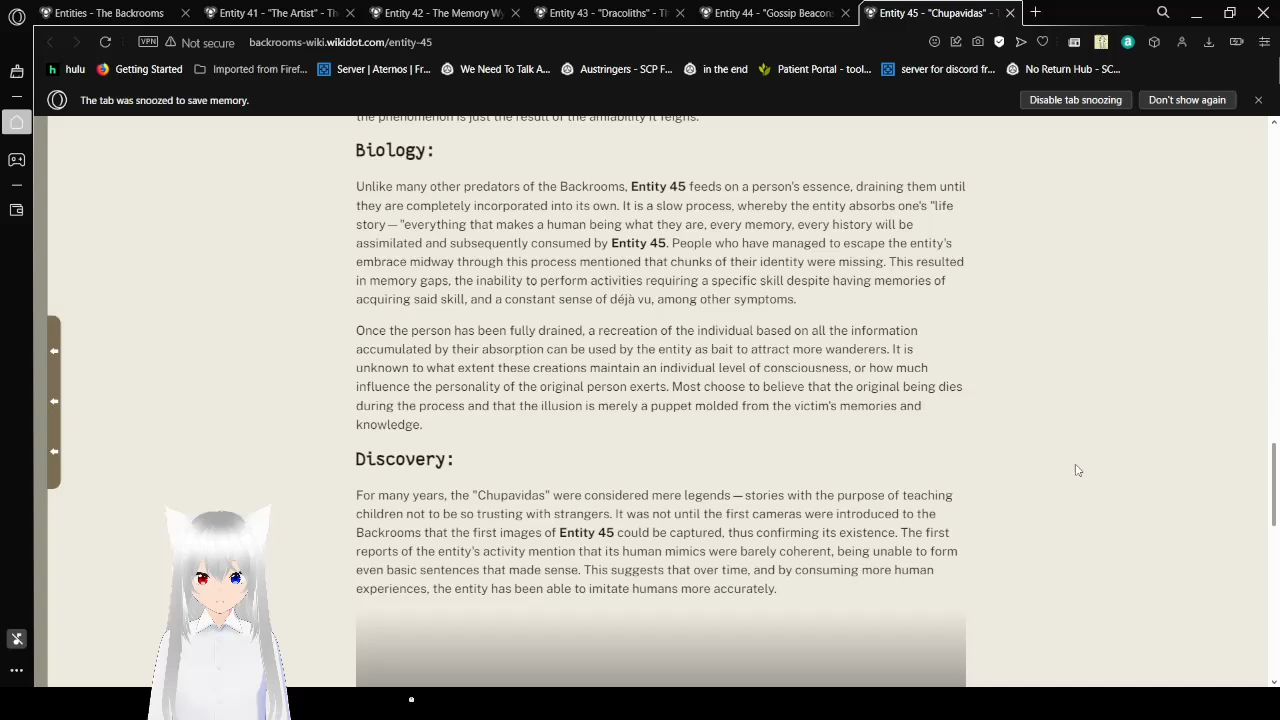 Entities - The Backrooms
Entity 41 - "The Artist" - Th
Entity 42 - The Memory W
Entity 43 - "Dracoliths" - Th
Entity 44 - "Gossip Beacons
Entity 45 - "Chupavidas" - T
VPN
Not secure
backrooms-wiki.wikidot.com/entity-45
hulu
Getting Started
Imported from Firef...
Server | Aternos | Fr...
We Need To Talk A...
Austringers - SCP F...
in the end
Patient Portal - tool...
server for discord fr...
No Return Hub - SC...
The tab was snoozed to save memory.
Disable tab snoozing
Don't show again
the phenomenon is just the result of the amiability it reigns.
Biology:
Unlike many other predators of the Backrooms, Entity 45 feeds on a person's essence, draining them until
they are completely incorporated into its own. It is a slow process, whereby the entity absorbs one's "life
story—"everything that makes a human being what they are, every memory, every history will be
assimilated and subsequently consumed by Entity 45. People who have managed to escape the entity's
embrace midway through this process mentioned that chunks of their identity were missing. This resulted
in memory gaps, the inability to perform activities requiring a specific skill despite having memories of
acquiring said skill, and a constant sense of déjà vu, among other symptoms.
Once the person has been fully drained, a recreation of the individual based on all the information
accumulated by their absorption can be used by the entity as bait to attract more wanderers. It is
unknown to what extent these creations maintain an individual level of consciousness, or how much
influence the personality of the original person exerts. Most choose to believe that the original being dies
during the process and that the illusion is merely a puppet molded from the victim's memories and
knowledge.
Discovery:
For many years, the "Chupavidas" were considered mere legends—stories with the purpose of teaching
children not to be so trusting with strangers. It was not until the first cameras were introduced to the
Backrooms that the first images of Entity 45 could be captured, thus confirming its existence. The first
reports of the entity's activity mention that its human mimics were barely coherent, being unable to form
even basic sentences that made sense. This suggests that over time, and by consuming more human
experiences, the entity has been able to imitate humans more accurately.